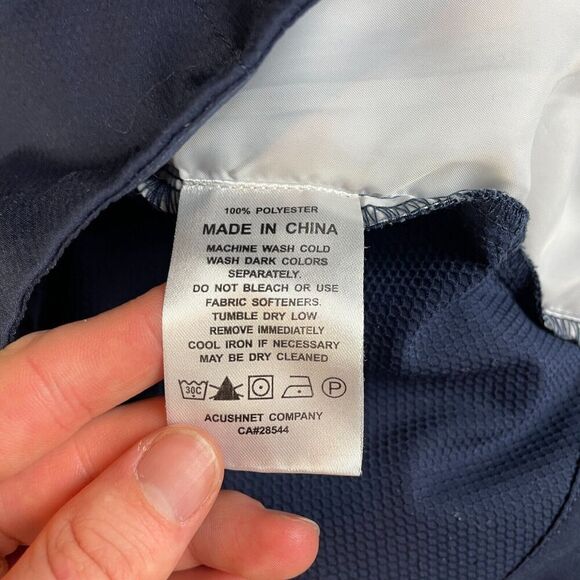 100% POLYESTER
MADE IN CHINA
MACHINE WASH COLD
WASH DARK COLORS
SEPARATELY.
DO NOT BLEACH OR USE
FABRIC SOFTENERS.
TUMBLE DRY LOW
REMOVE IMMEDIATELY
COOL IRON IF NECESSARY
MAY BE DRY CLEANED
30C P
ACUSHNET COMPANY
CA#28544